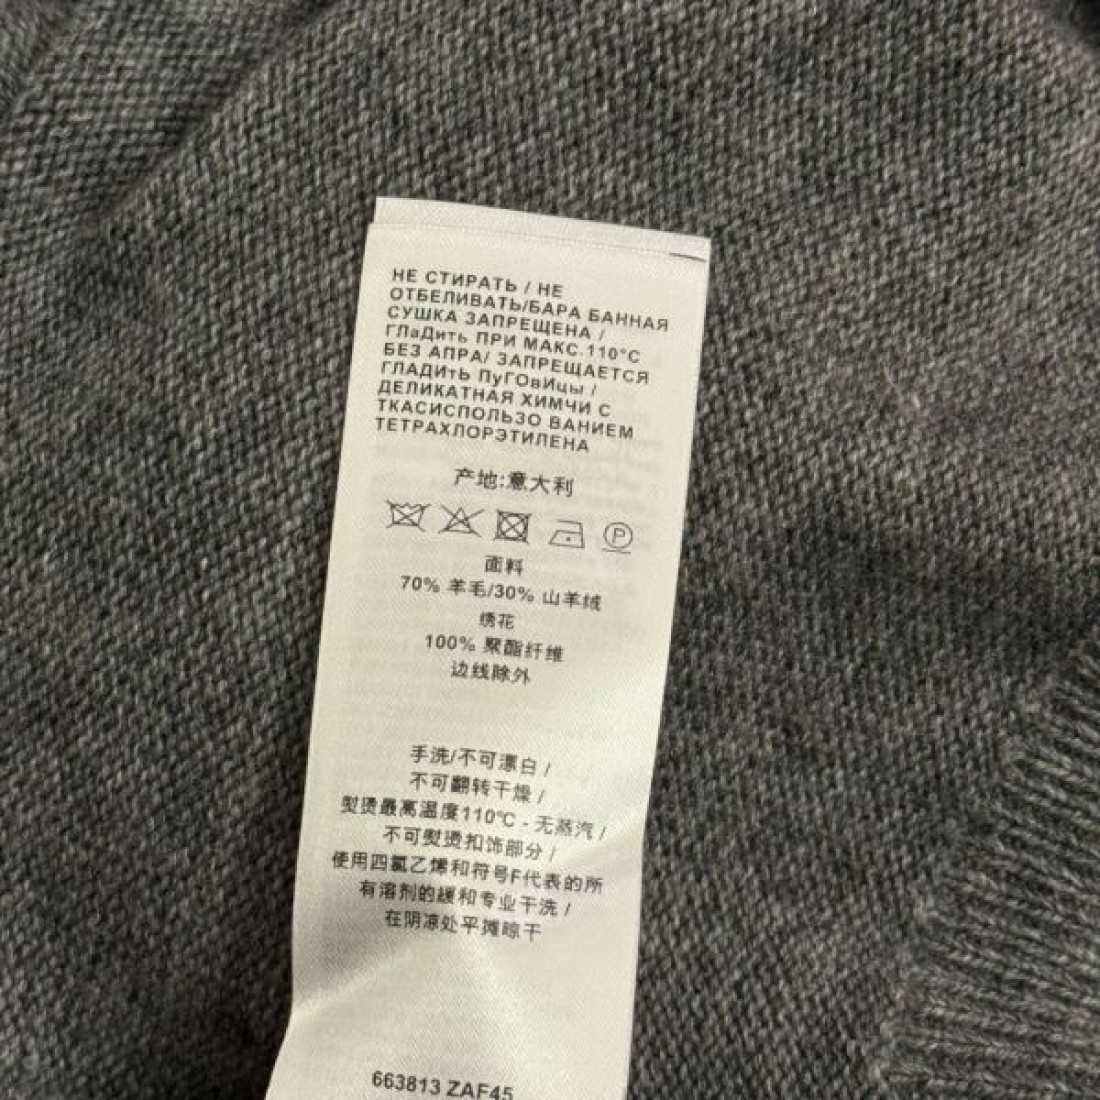 НЕ СТИРАТЬ / НЕ
ОТБЕЛИВАТЬ/БАРА БАННАЯ
СУШКА ЗАПРЕЩЕНА /
ГЛаДить ПРИ МАКС.110°С
БЕЗ АПРА/ ЗАПРЕЩАЕТСЯ
ГЛАДИтЬ ПуГОвИцы /
ДЕЛИКАТНАЯ ХИМЧИ С
ТКАСИСПОЛЬЗО ВАНИЕМ
ТЕТРАХЛОРЭТИЛЕНА
产地:意大利
P
面料
70% 羊毛/30% 山羊绒
绣花
100% 聚酯纤维
边线除外
手洗/不可漂白 /
不可翻转干燥 /
熨烫最高温度110℃ - 无蒸汽 /
不可熨烫扣饰部分 /
使用四氯乙烯和符号F代表的所
有溶剂的缓和专业干洗 /
在阴凉处平摊晾干
663813 ZAF45